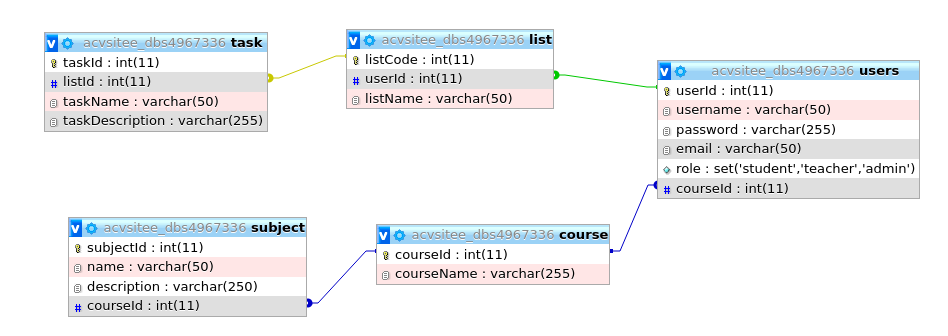 acvsitee_dbs4967336 task
taskId : int(11)
listId : int(11)
taskName : varchar(50)
taskDescription : varchar(255)
acvsitee_dbs4967336 list
listCode : int(11)
userId : int(11)
listName : varchar(50)
acvsitee_dbs4967336 users
userId : int(11)
username : varchar(50)
password : varchar(255)
email : varchar(50)
role : set('student','teacher','admin')
courseId : int(11)
acvsitee_dbs4967336 subject
subjectId : int(11)
name : varchar(50)
description : varchar(250)
courseId : int(11)
acvsitee_dbs4967336 course
courseId : int(11)
courseName : varchar(255)